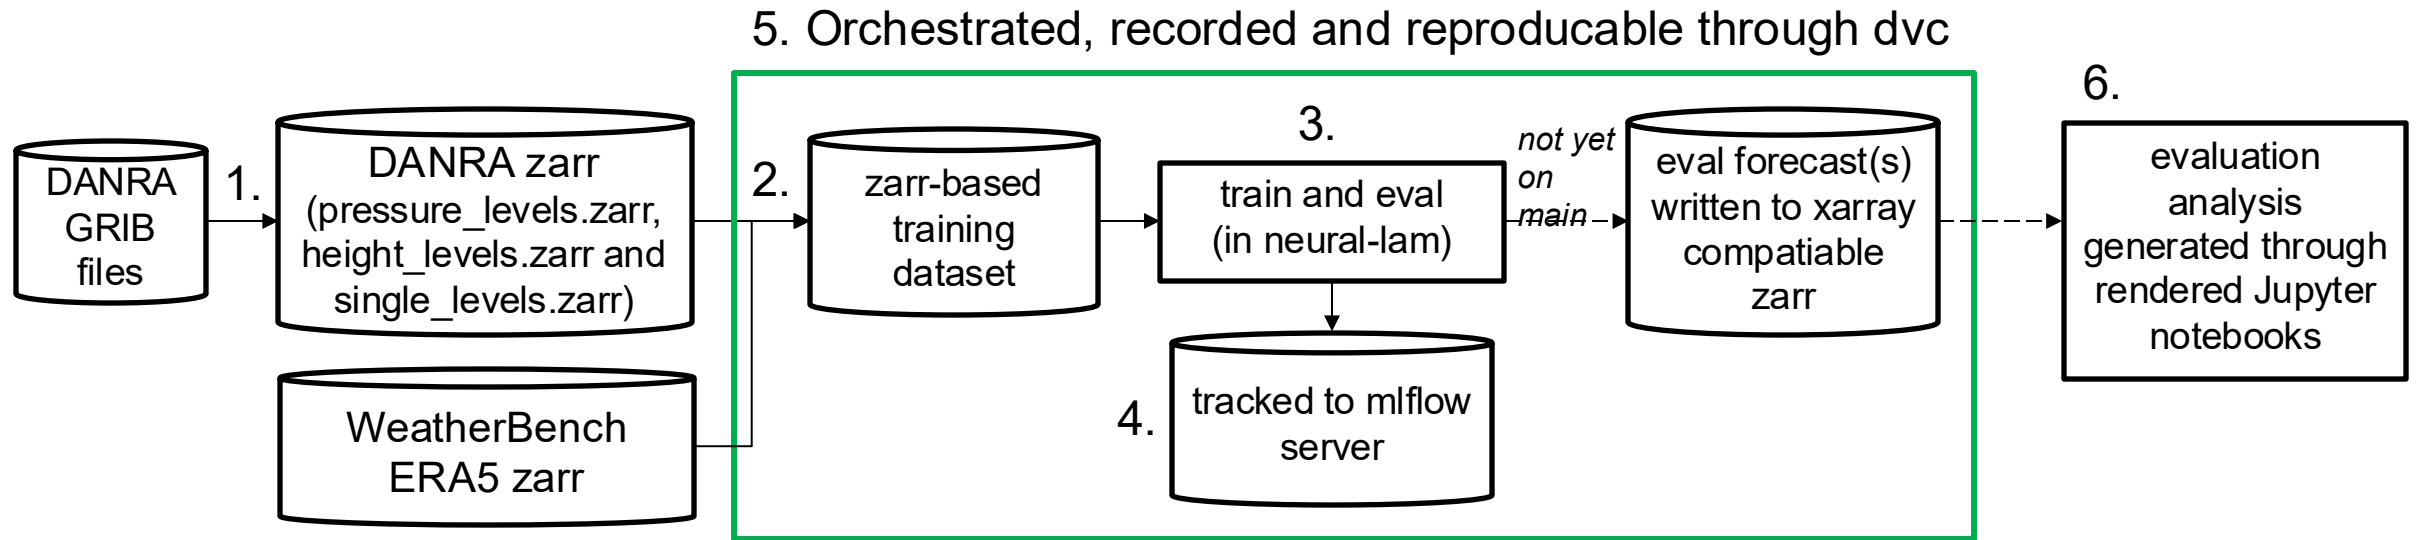 5. Orchestrated, recorded and reproducable through dvc
DANRA
GRIB
files
1.
DANRA zarr
(pressure_levels.zarr,
height_levels.zarr and
single_levels.zarr)
WeatherBench
ERA5 zarr
2.
zarr-based
training
dataset
3.
train and eval
(in neural-lam)
4.
tracked to mlflow
server
not yet
on
main
eval forecast(s)
written to xarray
compatiable
zarr
6.
evaluation
analysis
generated through
rendered Jupyter
notebooks